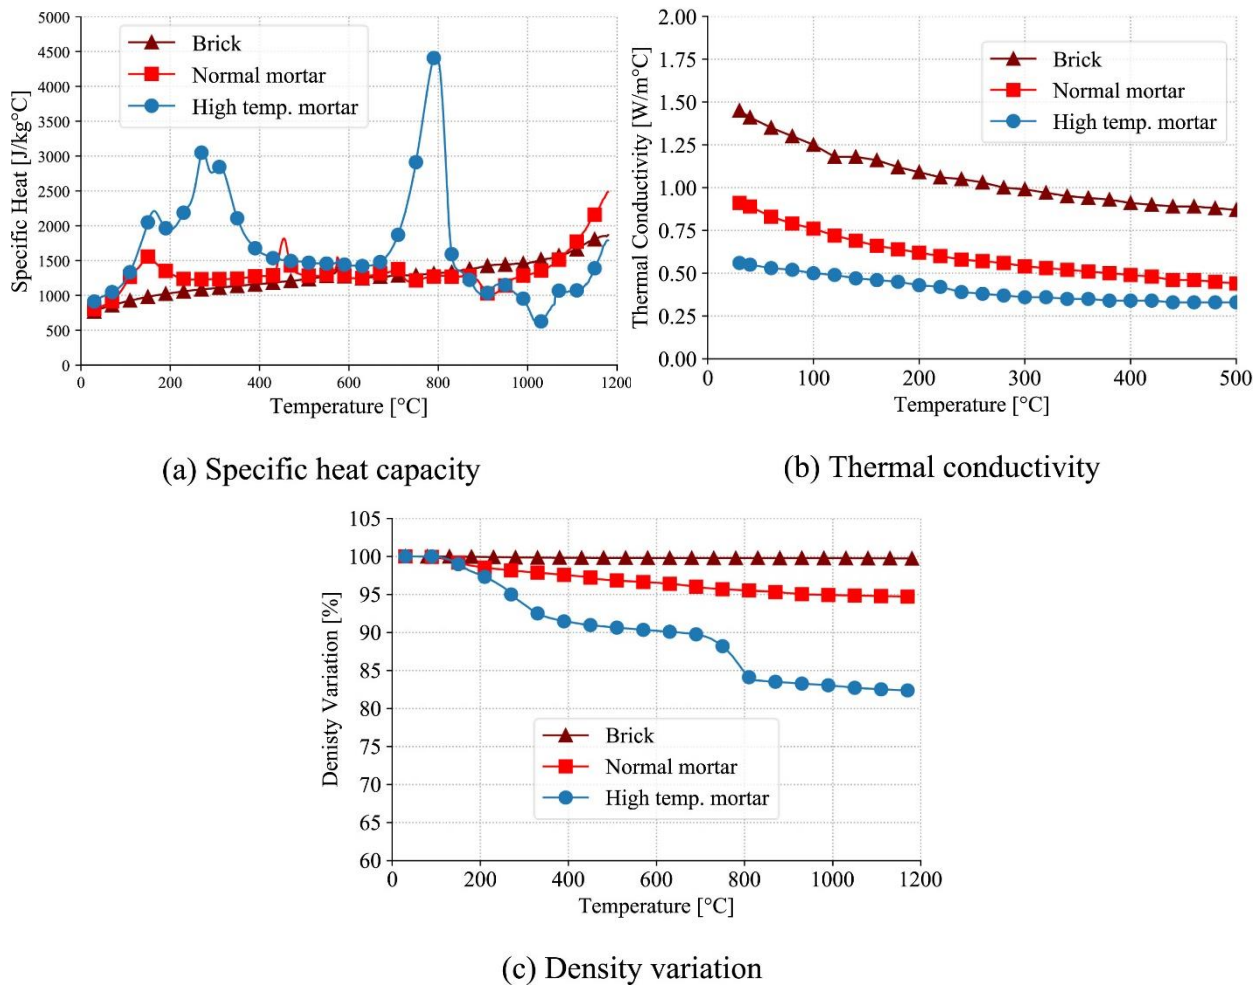 5000
4500
4000
3500
3000
2500
2000
1500
1000
500
0
Specific Heat [J/kg°C]
Brick
Normal mortar
High temp. mortar
0 200 400 600 800 1000 1200
Temperature [°C]
(a) Specific heat capacity
2.00
1.75
1.50
1.25
1.00
0.75
0.50
0.25
0.00
Thermal Conductivity [W/m°C]
Brick
Normal mortar
High temp. mortar
0 100 200 300 400 500
Temperature [°C]
(b) Thermal conductivity
105
100
95
90
85
80
75
70
65
60
Denisty Variation [%]
Brick
Normal mortar
High temp. mortar
0 200 400 600 800 1000 1200
Temperature [°C]
(c) Density variation